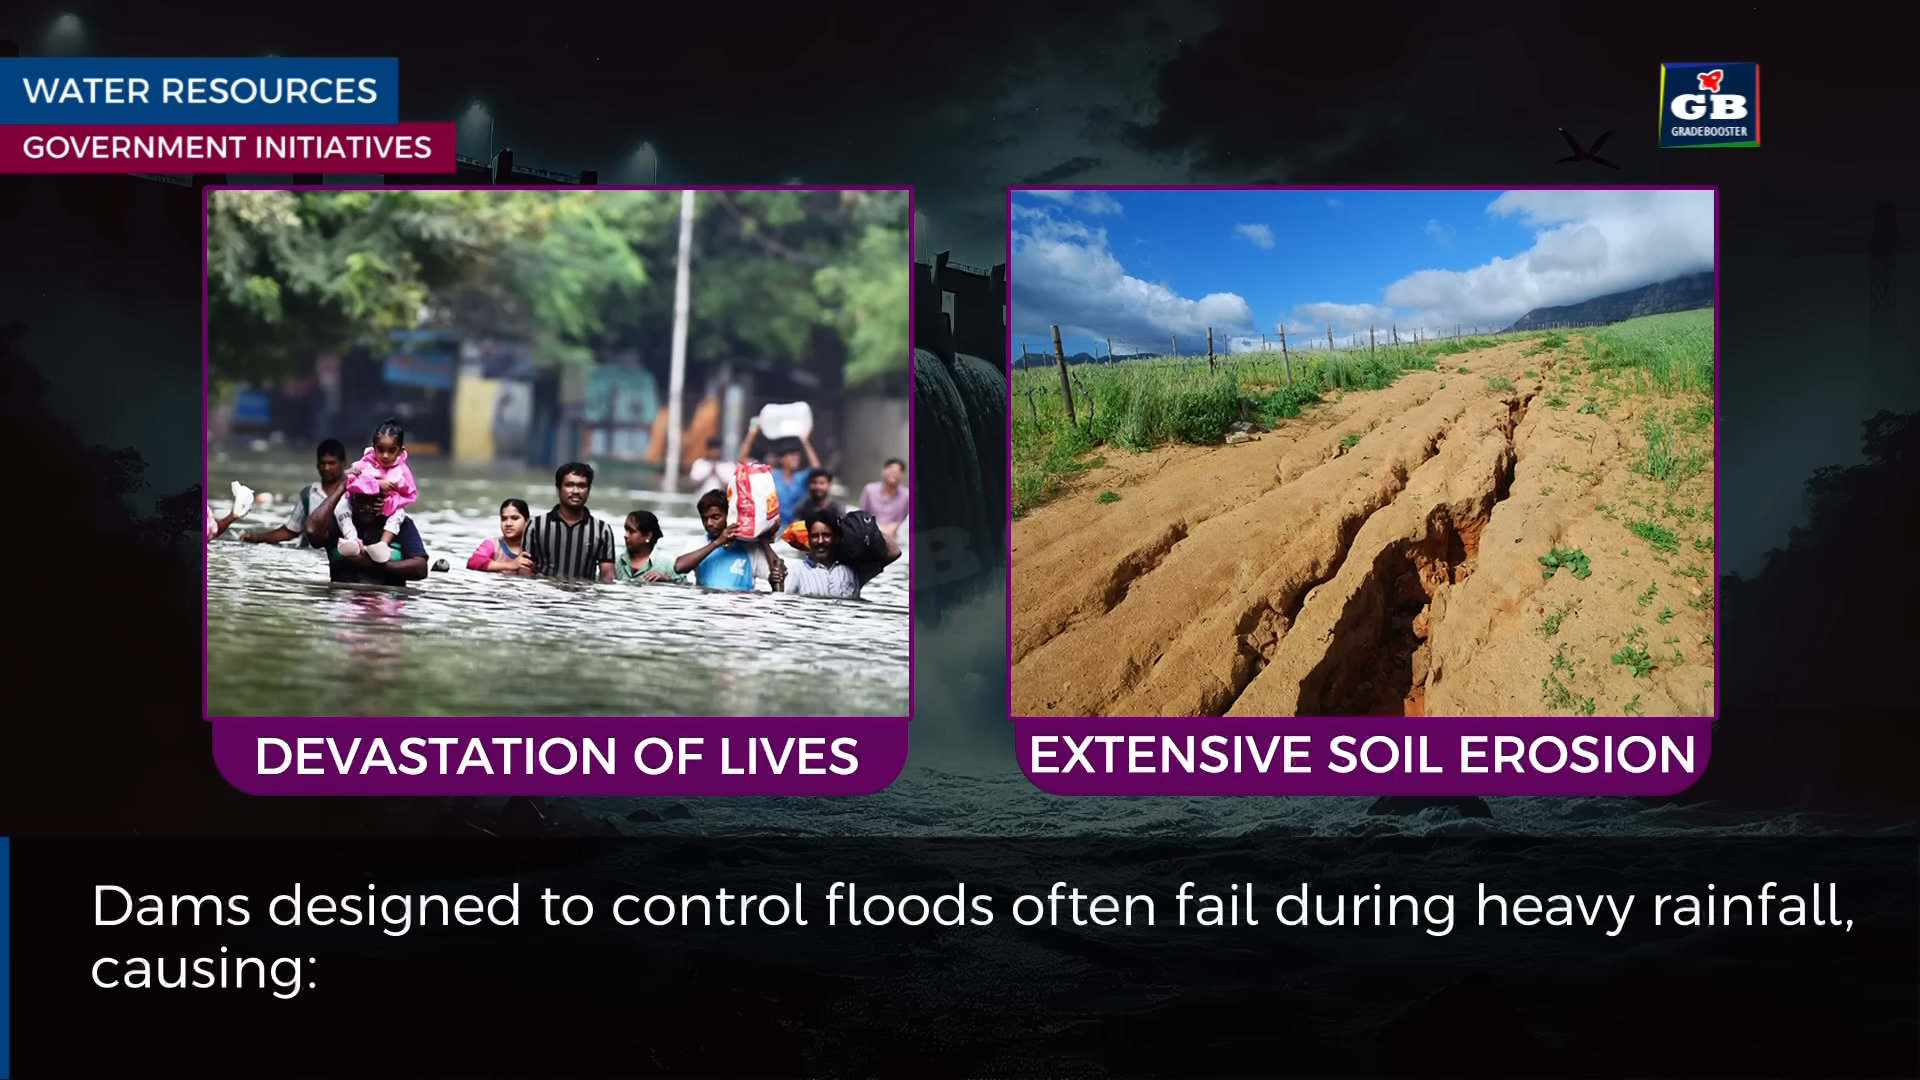 WATER RESOURCES
GOVERNMENT INITIATIVES
GB
GRADEBOOSTER
DEVASTATION OF LIVES
EXTENSIVE SOIL EROSION
Dams designed to control floods often fail during heavy rainfall,
causing: